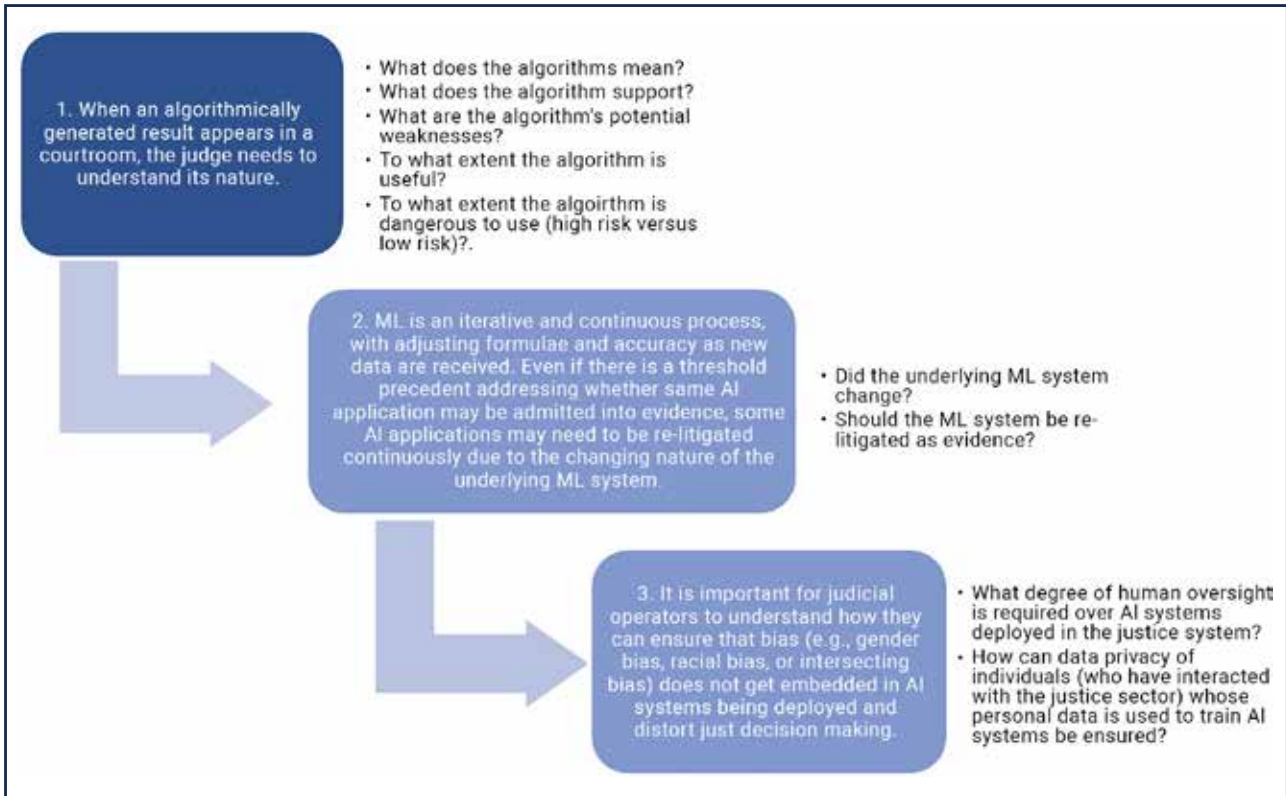 1. When an algorithmically
generated result appears in a
courtroom, the judge needs to
understand its nature.
• What does the algorithms mean?
• What does the algorithm support?
• What are the algorithm's potential
weaknesses?
• To what extent the algorithm is
useful?
• To what extent the algoirthm is
dangerous to use (high risk versus
low risk)?.
2. ML is an iterative and continuous process,
with adjusting formulae and accuracy as new
data are received. Even if there is a threshold
precedent addressing whether same AI
application may be admitted into evidence, some
AI applications may need to be re-litigated
continuously due to the changing nature of the
underlying ML system.
• Did the underlying ML system
change?
• Should the ML system be re-
litigated as evidence?
3. It is important for judicial
operators to understand how they
can ensure that bias (e.g., gender
bias, racial bias, or intersecting
bias) does not get embedded in AI
systems being deployed and
distort just decision making.
• What degree of human oversight
is required over AI systems
deployed in the justice system?
• How can data privacy of
individuals (who have interacted
with the justice sector) whose
personal data is used to train AI
systems be ensured?